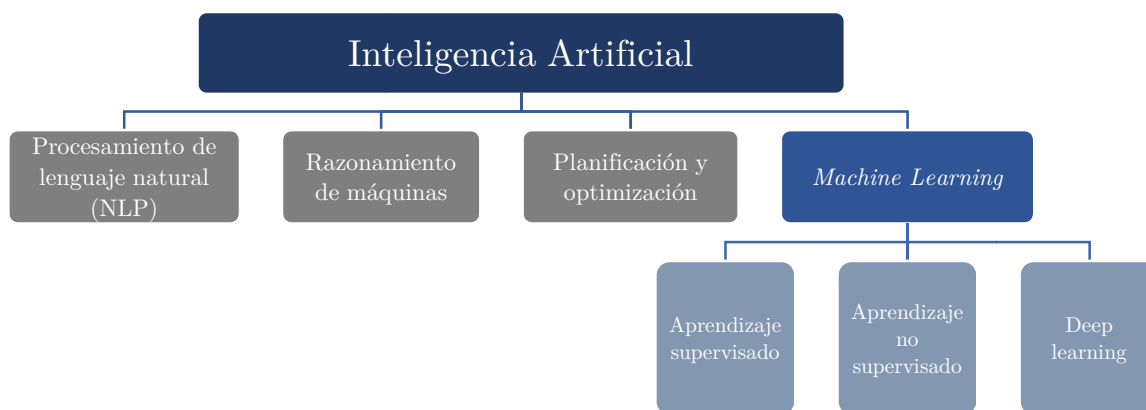 Inteligencia Artificial
Procesamiento de
lenguaje natural
(NLP)
Razonamiento
de máquinas
Planificación y
optimización
Machine Learning
Aprendizaje
supervisado
Aprendizaje
no
supervisado
Deep
learning